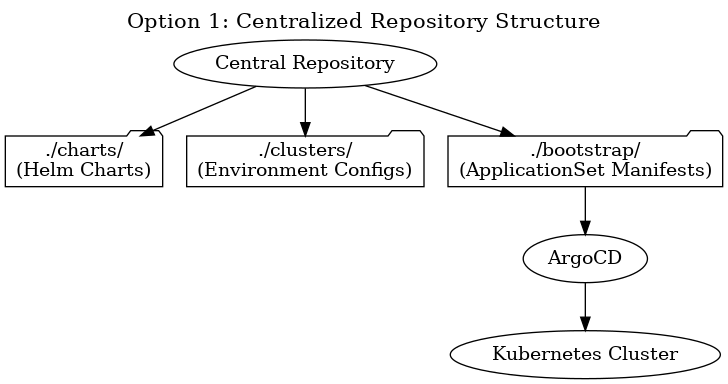 Option 1: Centralized Repository Structure
Central Repository
./charts/
(Helm Charts)
./clusters/
(Environment Configs)
./bootstrap/
(ApplicationSet Manifests)
ArgoCD
Kubernetes Cluster